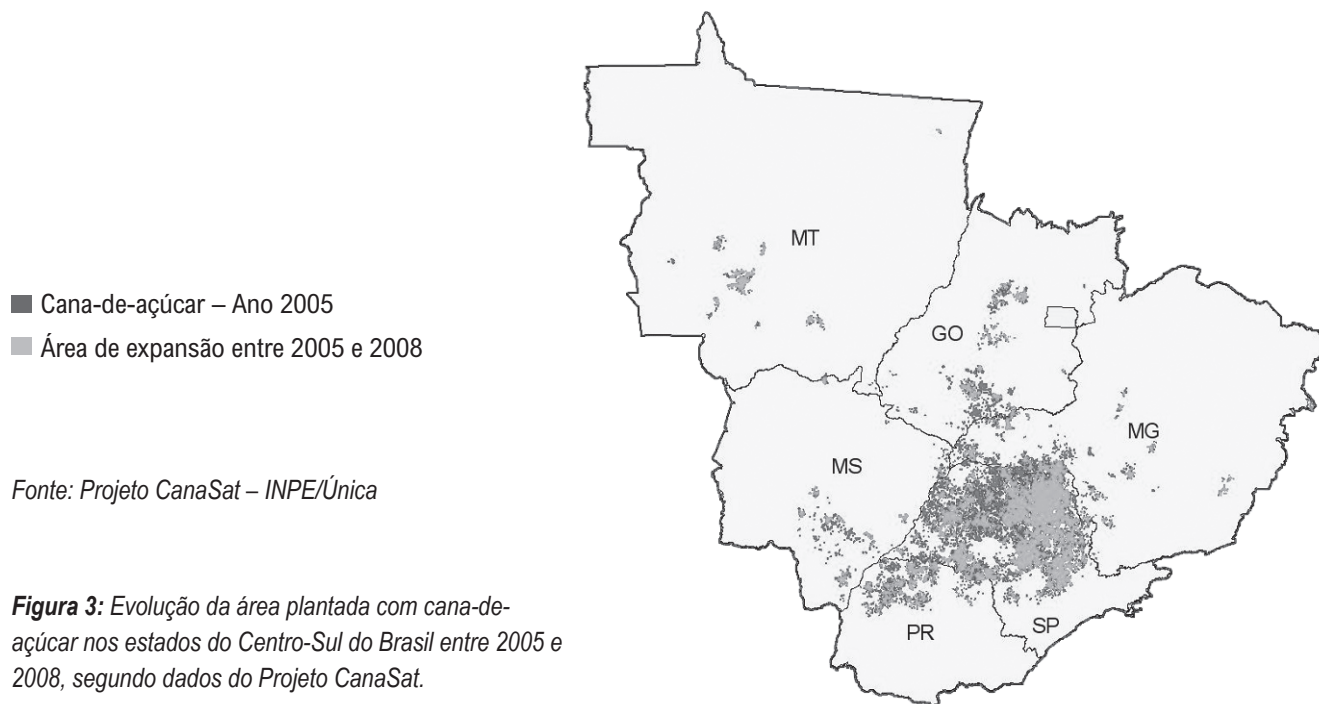 Cana-de-açúcar – Ano 2005
Área de expansão entre 2005 e 2008
Fonte: Projeto CanaSat – INPE/Única
Figura 3: Evolução da área plantada com cana-de-
açúcar nos estados do Centro-Sul do Brasil entre 2005 e
2008, segundo dados do Projeto CanaSat.
MT
GO
MG
MS
PR
SP